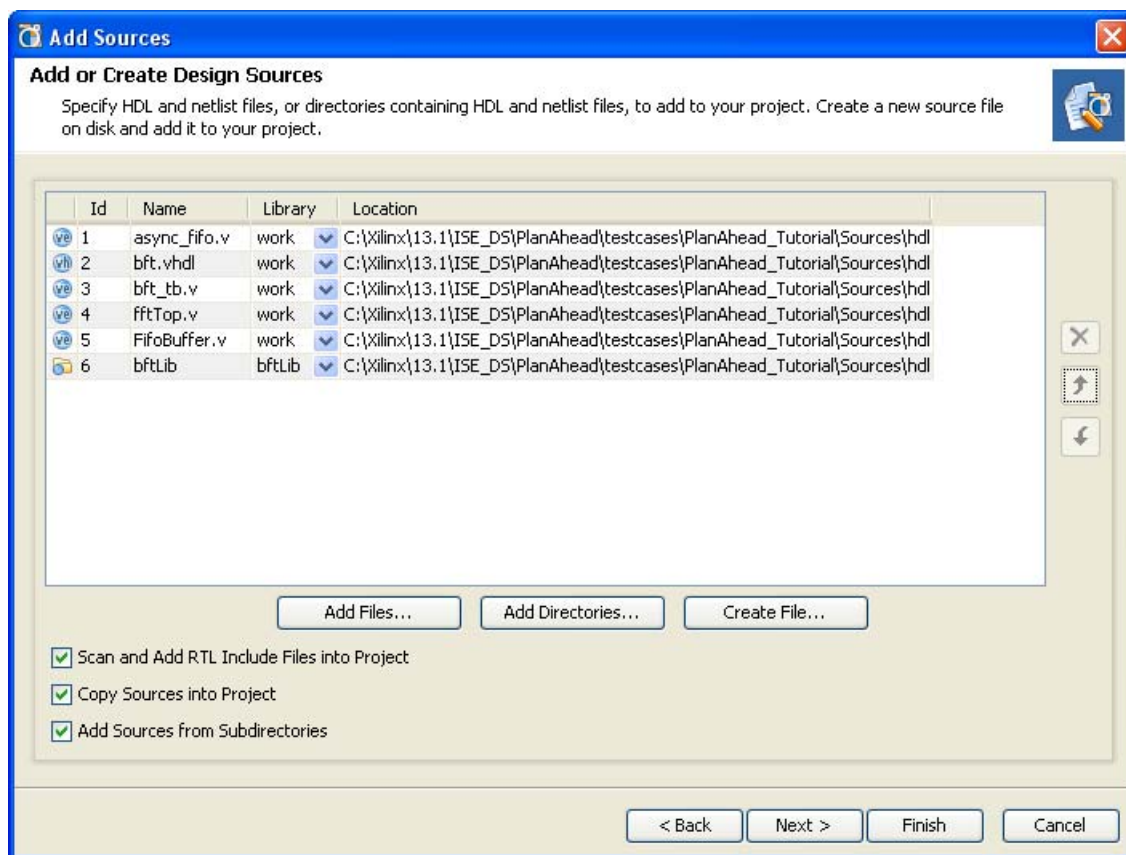 Add Sources
Add or Create Design Sources
Specify HDL and netlist files, or directories containing HDL and netlist files, to add to your project. Create a new source file
on disk and add it to your project.
Id Name Library Location
ve 1 async_fifo.v work C:\Xilinx\13.1\ISE_DS\PlanAhead\testcases\PlanAhead_Tutorial\Sources\hdl
vh 2 bft.vhdl work C:\Xilinx\13.1\ISE_DS\PlanAhead\testcases\PlanAhead_Tutorial\Sources\hdl
ve 3 bft_tb.v work C:\Xilinx\13.1\ISE_DS\PlanAhead\testcases\PlanAhead_Tutorial\Sources\hdl
ve 4 fftTop.v work C:\Xilinx\13.1\ISE_DS\PlanAhead\testcases\PlanAhead_Tutorial\Sources\hdl
ve 5 FifoBuffer.v work C:\Xilinx\13.1\ISE_DS\PlanAhead\testcases\PlanAhead_Tutorial\Sources\hdl
6 bftLib bftLib C:\Xilinx\13.1\ISE_DS\PlanAhead\testcases\PlanAhead_Tutorial\Sources\hdl
Add Files... Add Directories... Create File...
Scan and Add RTL Include Files into Project
Copy Sources into Project
Add Sources from Subdirectories
< Back Next > Finish Cancel